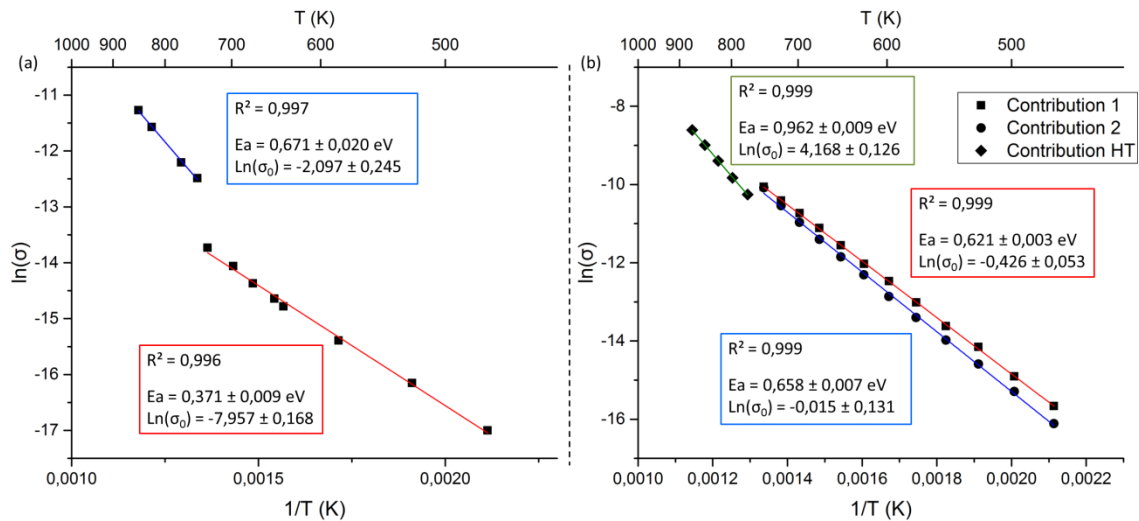 T (K)
1000 900 800 700 600 500
(a)
-11
-12
-13
-14
-15
-16
-17
ln(σ)
R² = 0,997
Ea = 0,671 ± 0,020 eV
Ln(σ₀) = -2,097 ± 0,245
R² = 0,996
Ea = 0,371 ± 0,009 eV
Ln(σ₀) = -7,957 ± 0,168
0,0010 0,0015 0,0020
1/T (K)
T (K)
1000 900 800 700 600 500
(b)
-8
-10
-12
-14
-16
ln(σ)
R² = 0,999
Ea = 0,962 ± 0,009 eV
Ln(σ₀) = 4,168 ± 0,126
Contribution 1
Contribution 2
Contribution HT
R² = 0,999
Ea = 0,621 ± 0,003 eV
Ln(σ₀) = -0,426 ± 0,053
R² = 0,999
Ea = 0,658 ± 0,007 eV
Ln(σ₀) = -0,015 ± 0,131
0,0010 0,0012 0,0014 0,0016 0,0018 0,0020 0,0022
1/T (K)